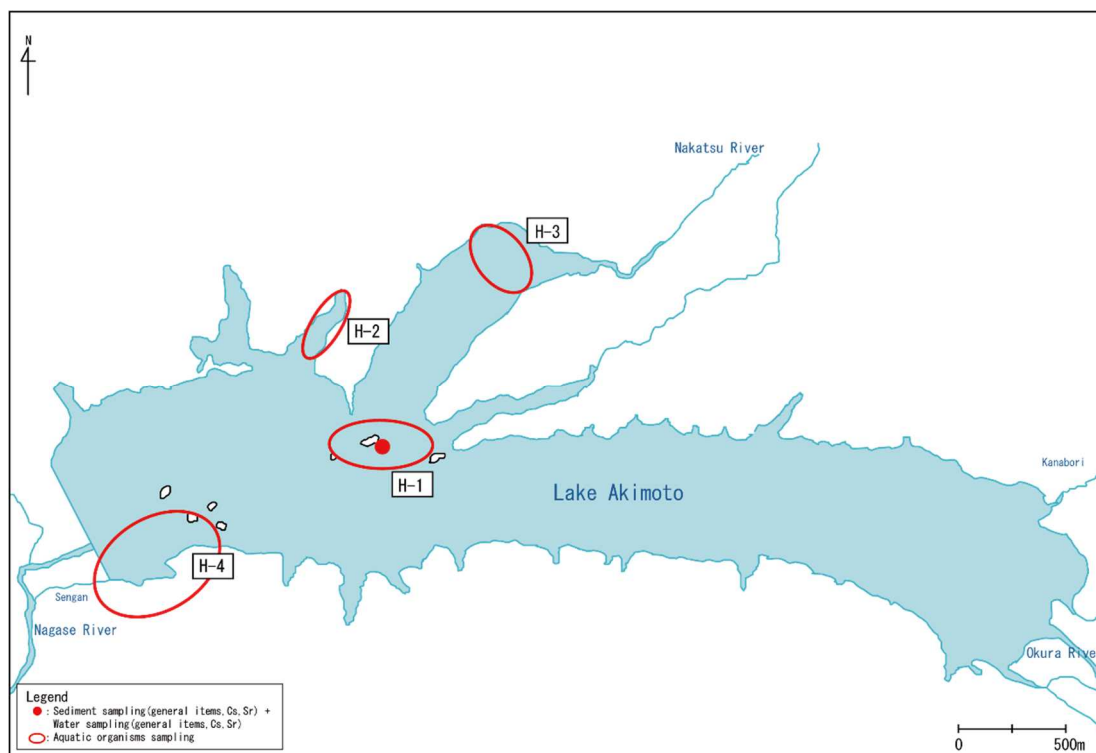 N
Nakatsu River
H-3
H-2
Kanabori
H-1
Lake Akimoto
H-4
Sengan
Nagase River
Okura River
Legend
: Sediment sampling(general items, Cs, Sr) +
Water sampling(general items, Cs, Sr)
: Aquatic organisms sampling
0 500m